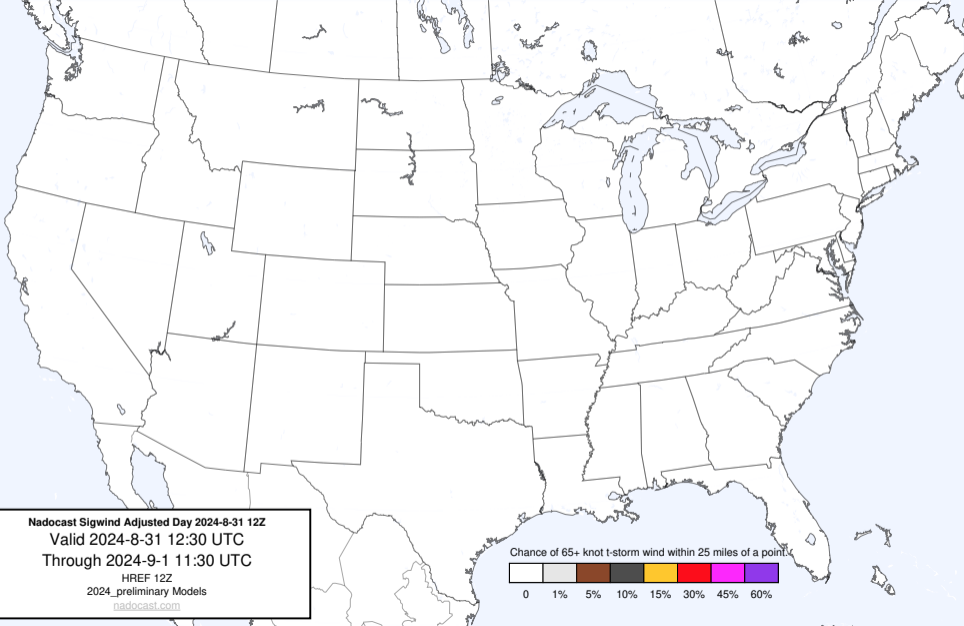 Nadocast Sigwind Adjusted Day 2024-8-31 12Z
Valid 2024-8-31 12:30 UTC
Through 2024-9-1 11:30 UTC
HREF 12Z
2024_preliminary Models
nadocast.com
Chance of 65+ knot t-storm wind within 25 miles of a point.
0 1% 5% 10% 15% 30% 45% 60%